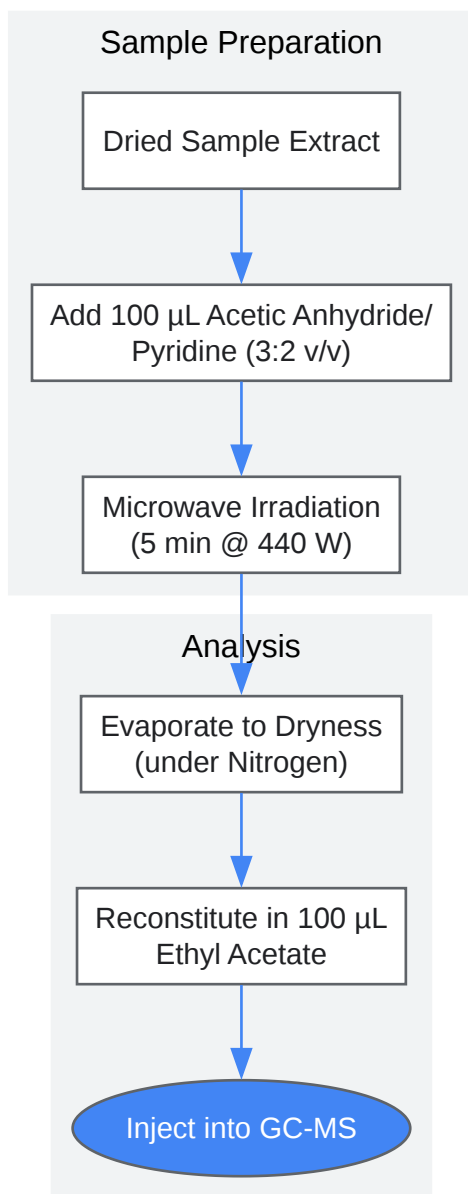 Sample Preparation
Dried Sample Extract
Add 100 µL Acetic Anhydride/
Pyridine (3:2 v/v)
Microwave Irradiation
(5 min @ 440 W)
Analysis
Evaporate to Dryness
(under Nitrogen)
Reconstitute in 100 µL
Ethyl Acetate
Inject into GC-MS